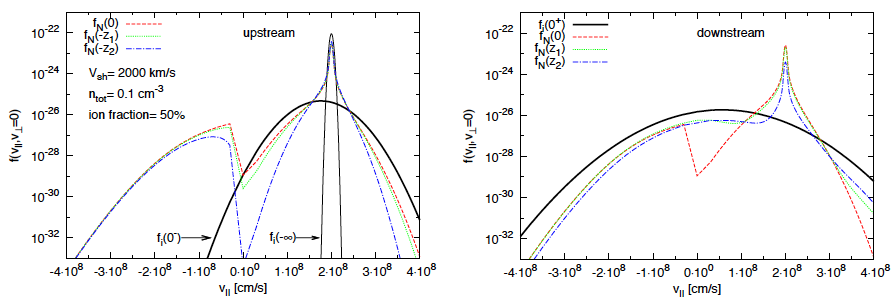 f_N(0)
f_N(-z_1)
f_N(-z_2)
upstream
V_sh= 2000 km/s
n_tot= 0.1 cm^-3
ion fraction= 50%
f_i(0^-)
f_i(-∞)
f(v_||,v_⊥=0)
10^-22
10^-24
10^-26
10^-28
10^-30
10^-32
-4·10^8 -3·10^8 -2·10^8 -1·10^8 0·10^0 1·10^8 2·10^8 3·10^8 4·10^8
v_|| [cm/s]
f_i(0^+)
f_N(0)
f_N(z_1)
f_N(z_2)
downstream
f(v_||,v_⊥=0)
10^-22
10^-24
10^-26
10^-28
10^-30
10^-32
-4·10^8 -3·10^8 -2·10^8 -1·10^8 0·10^0 1·10^8 2·10^8 3·10^8 4·10^8
v_|| [cm/s]